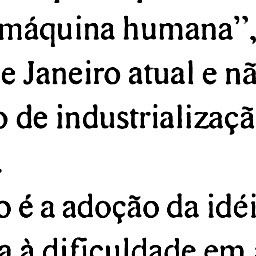 máquina humana”,
e Janeiro atual e nã
o de industrializaçã
.
o é a adoção da idéi
a à dificuldade em